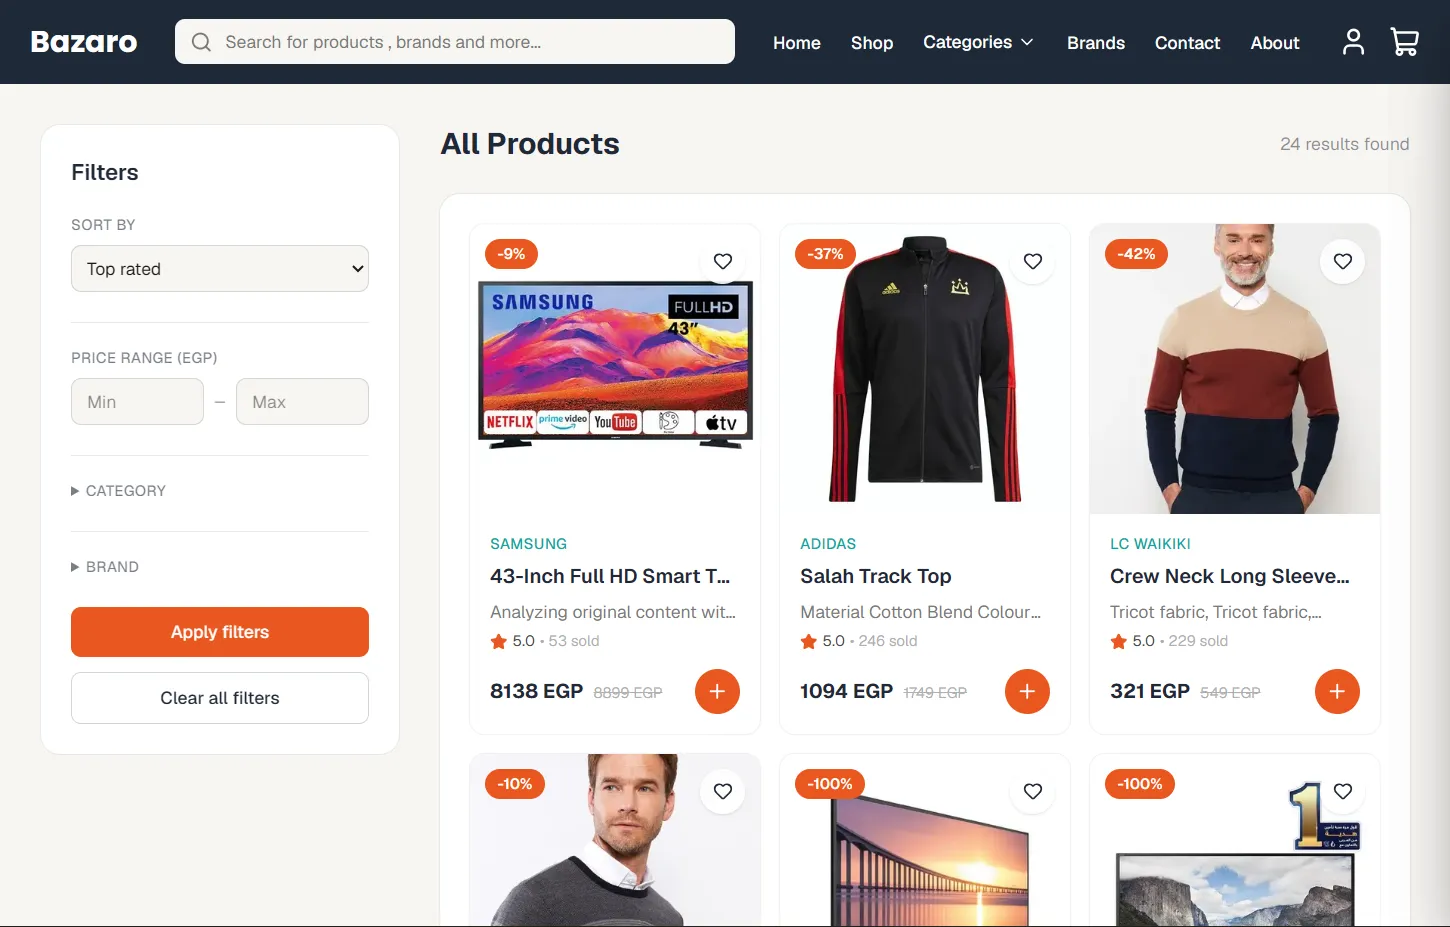 Bazaro
Search for products , brands and more...
Home
Shop
Categories
Brands
Contact
About
Filters
SORT BY
Top rated
PRICE RANGE (EGP)
Min
–
Max
CATEGORY
BRAND
Apply filters
Clear all filters
All Products
24 results found
-9%
SAMSUNG
FULL HD
43"
NETFLIX
prime video
YouTube
tv
SAMSUNG
43-Inch Full HD Smart T...
Analyzing original content wit...
5.0 • 53 sold
8138 EGP 8899 EGP
+
-37%
adidas
ADIDAS
Salah Track Top
Material Cotton Blend Colour...
5.0 • 246 sold
1094 EGP 1749 EGP
+
-42%
LC WAIKIKI
Crew Neck Long Sleeve...
Tricot fabric, Tricot fabric,...
5.0 • 229 sold
321 EGP 549 EGP
+
-10%
-100%
-100%
1